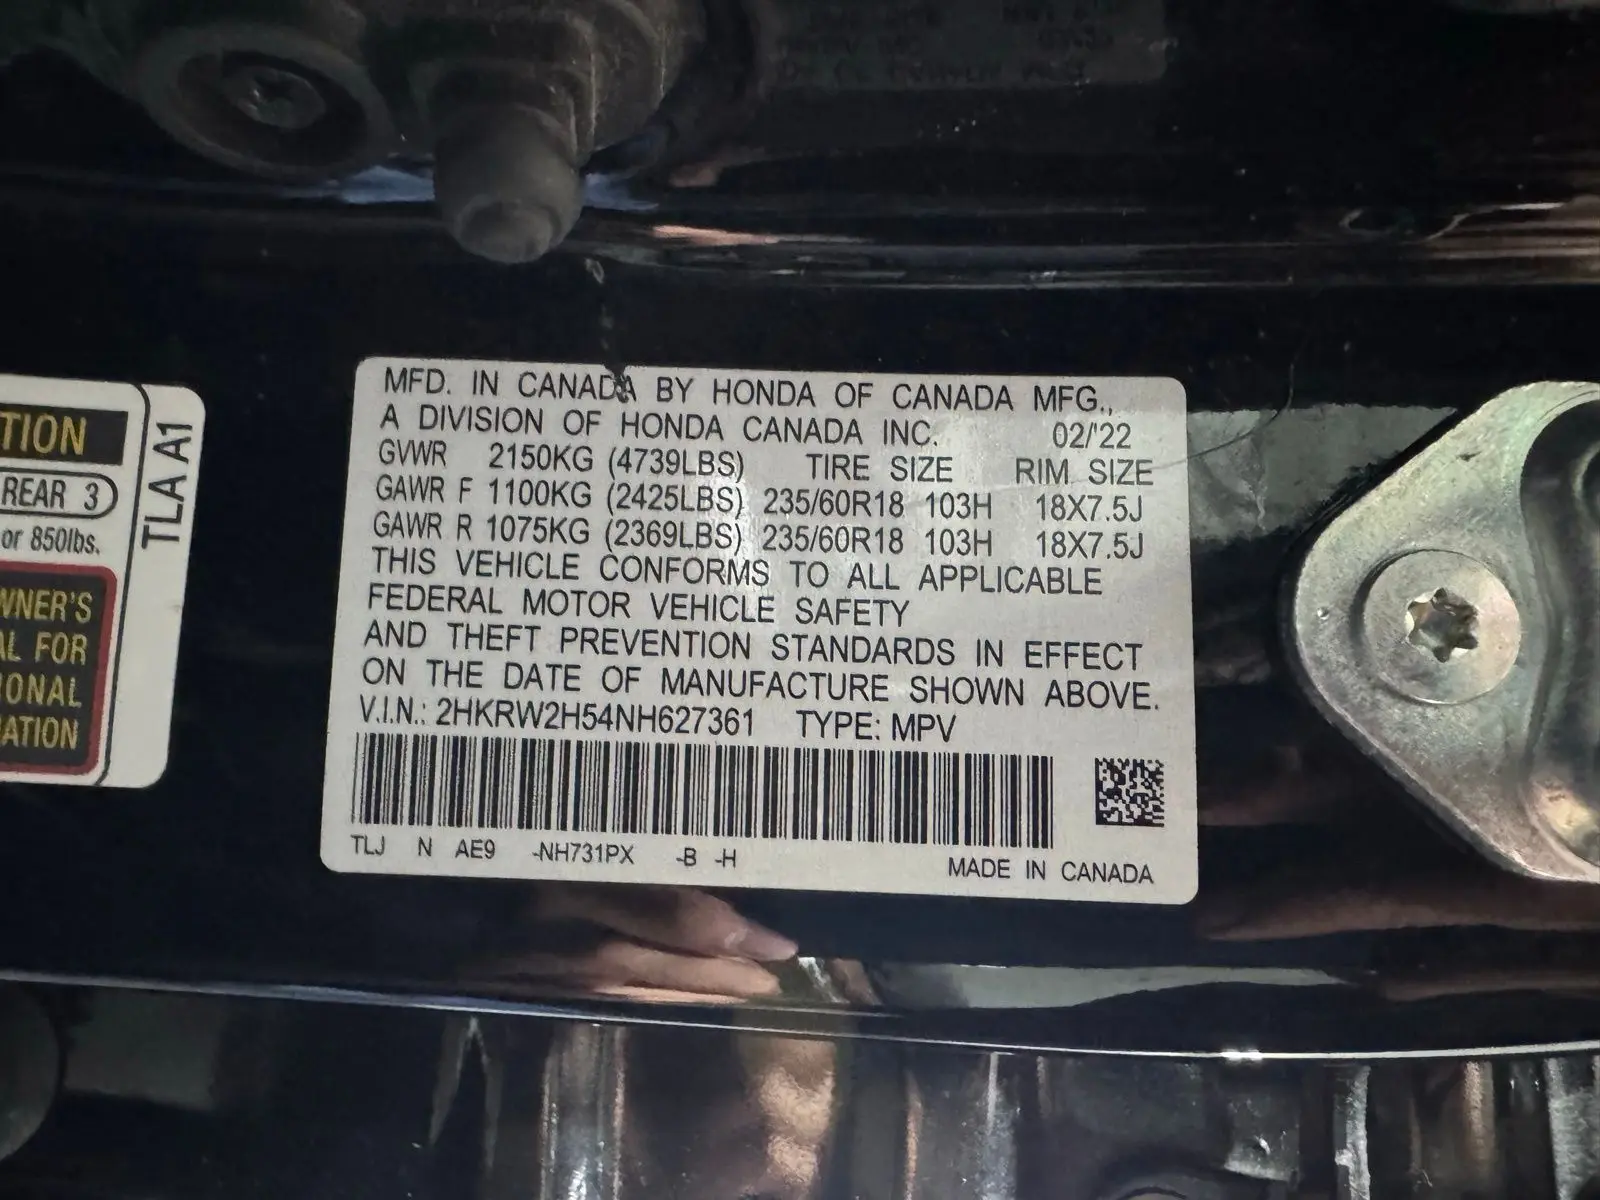 TION
REAR 3
or 850lbs.
WNER'S
AL FOR
IONAL
ATION
TLA A1
MFD. IN CANADA BY HONDA OF CANADA MFG.,
A DIVISION OF HONDA CANADA INC. 02/'22
GVWR 2150KG (4739LBS) TIRE SIZE RIM SIZE
GAWR F 1100KG (2425LBS) 235/60R18 103H 18X7.5J
GAWR R 1075KG (2369LBS) 235/60R18 103H 18X7.5J
THIS VEHICLE CONFORMS TO ALL APPLICABLE
FEDERAL MOTOR VEHICLE SAFETY
AND THEFT PREVENTION STANDARDS IN EFFECT
ON THE DATE OF MANUFACTURE SHOWN ABOVE.
V.I.N.: 2HKRW2H54NH627361 TYPE: MPV
TLJ N AE9 -NH731PX -B -H
MADE IN CANADA